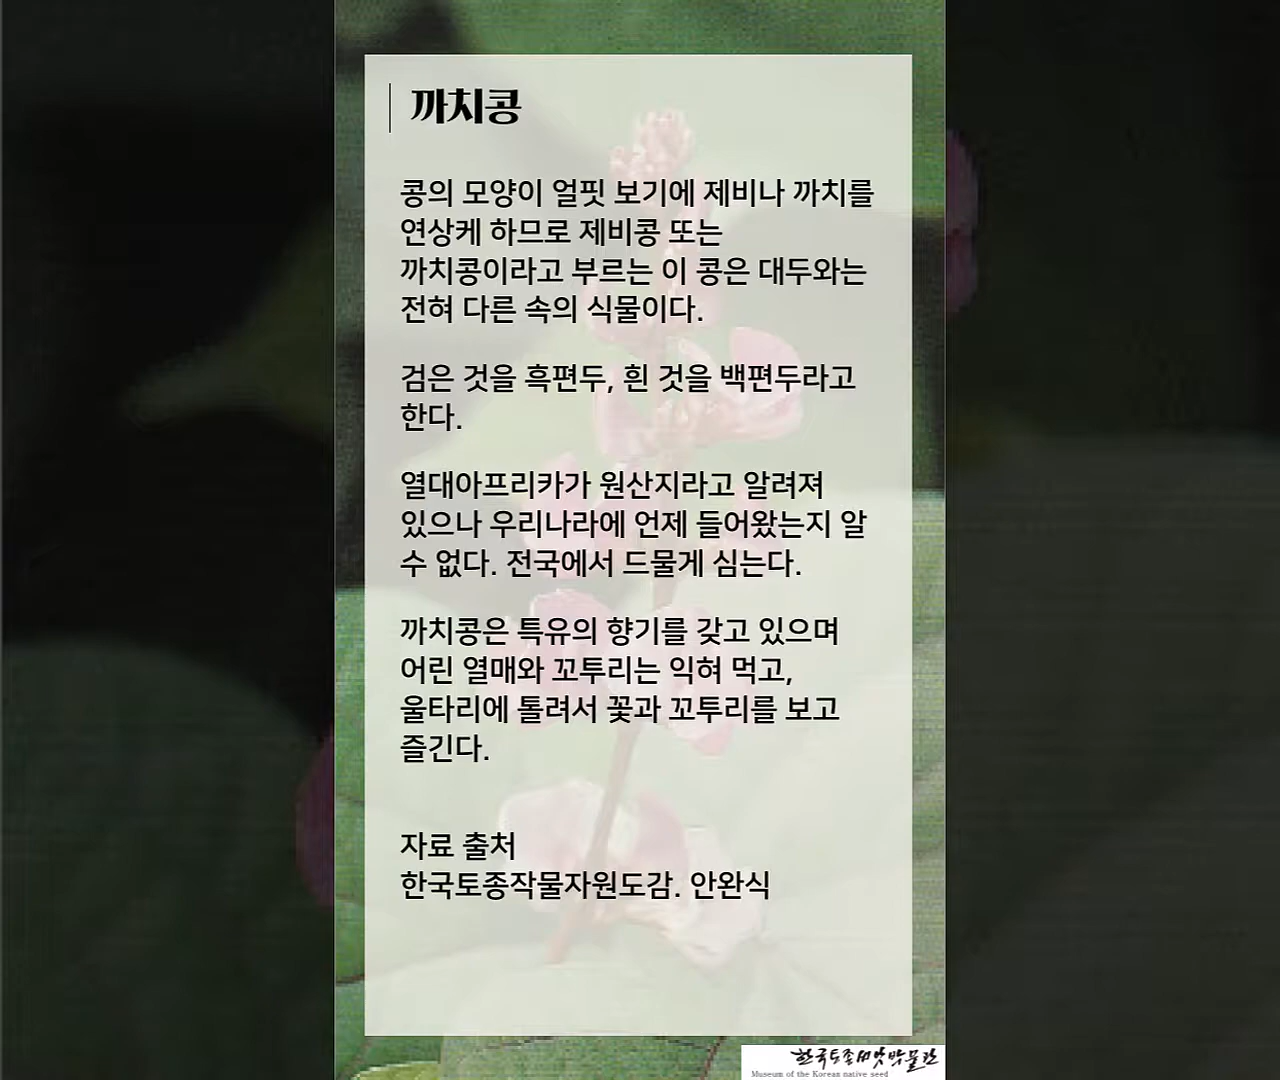 까치콩
콩의 모양이 얼핏 보기에 제비나 까치를
연상케 하므로 제비콩 또는
까치콩이라고 부르는 이 콩은 대두와는
전혀 다른 속의 식물이다.
검은 것을 흑편두, 흰 것을 백편두라고
한다.
열대아프리카가 원산지라고 알려져
있으나 우리나라에 언제 들어왔는지 알
수 없다. 전국에서 드물게 심는다.
까치콩은 특유의 향기를 갖고 있으며
어린 열매와 꼬투리는 익혀 먹고,
울타리에 톨려서 꽃과 꼬투리를 보고
즐긴다.
자료 출처
한국토종작물자원도감. 안완식
한국토종씨앗박물관
Museum of the Korean native seed